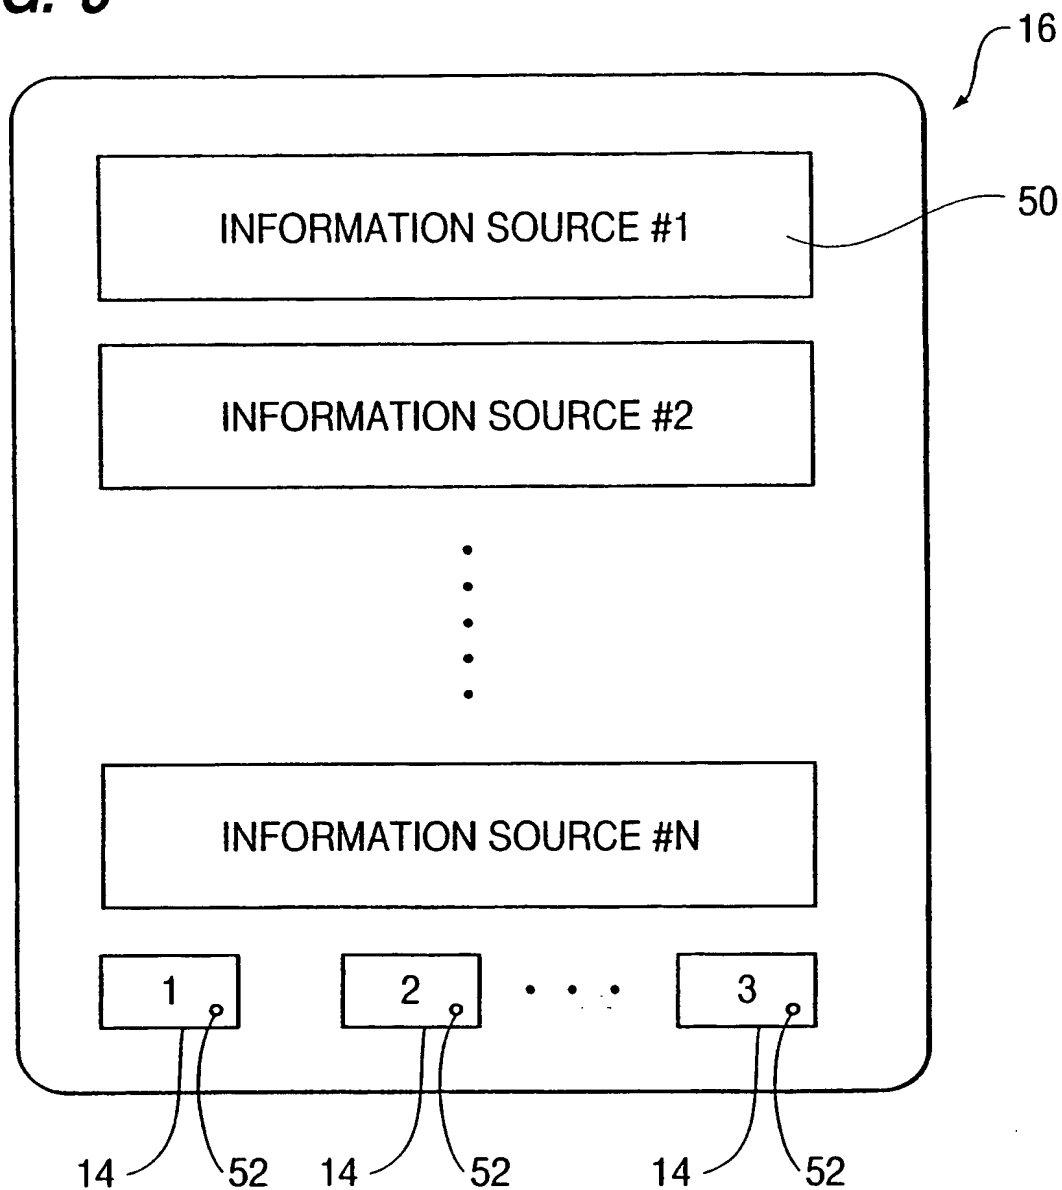 16
INFORMATION SOURCE #1
50
INFORMATION SOURCE #2
INFORMATION SOURCE #N
1 2 3
14 52 14 52 14 52